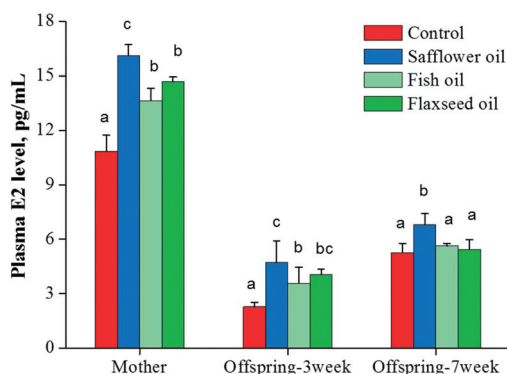 Plasma E2 level, pg/mL
18
15
12
9
6
3
0
Control
Safflower oil
Fish oil
Flaxseed oil
a
c
b
b
a
c
b
bc
a
b
a
a
Mother
Offspring-3week
Offspring-7week